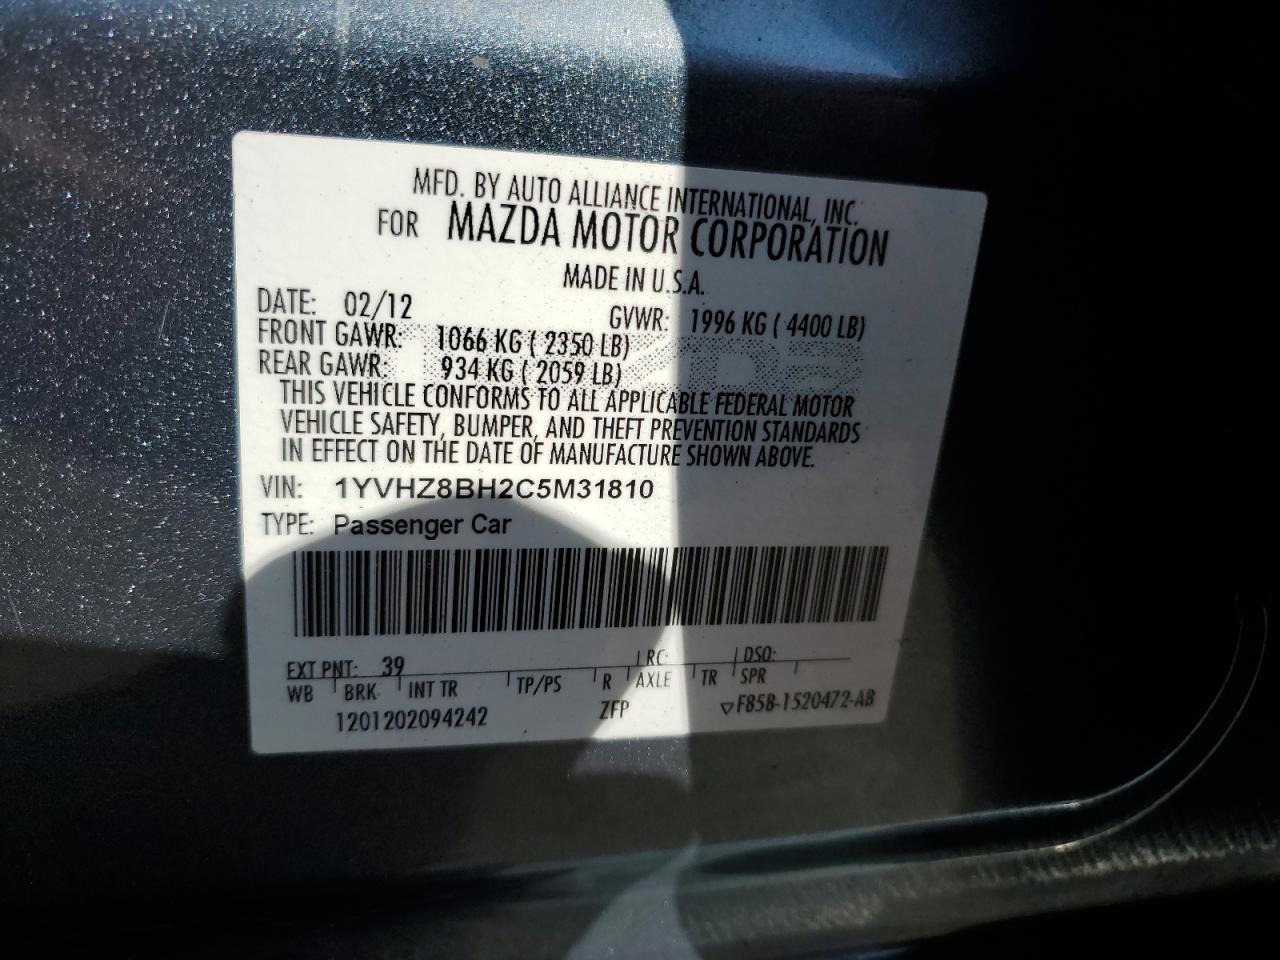 MFD. BY AUTO ALLIANCE INTERNATIONAL, INC.
FOR MAZDA MOTOR CORPORATION
MADE IN U.S.A.
DATE: 02/12 GVWR: 1996 KG ( 4400 LB)
FRONT GAWR: 1066 KG ( 2350 LB)
REAR GAWR: 934 KG ( 2059 LB)
THIS VEHICLE CONFORMS TO ALL APPLICABLE FEDERAL MOTOR
VEHICLE SAFETY, BUMPER, AND THEFT PREVENTION STANDARDS
IN EFFECT ON THE DATE OF MANUFACTURE SHOWN ABOVE.
VIN: 1YVHZ8BH2C5M31810
TYPE: Passenger Car
EXT PNT: 39 RC: DSO:
WB BRK INT TR TP/PS R AXLE TR SPR
1201202094242 ZFP ▽F85B-1520472-AB